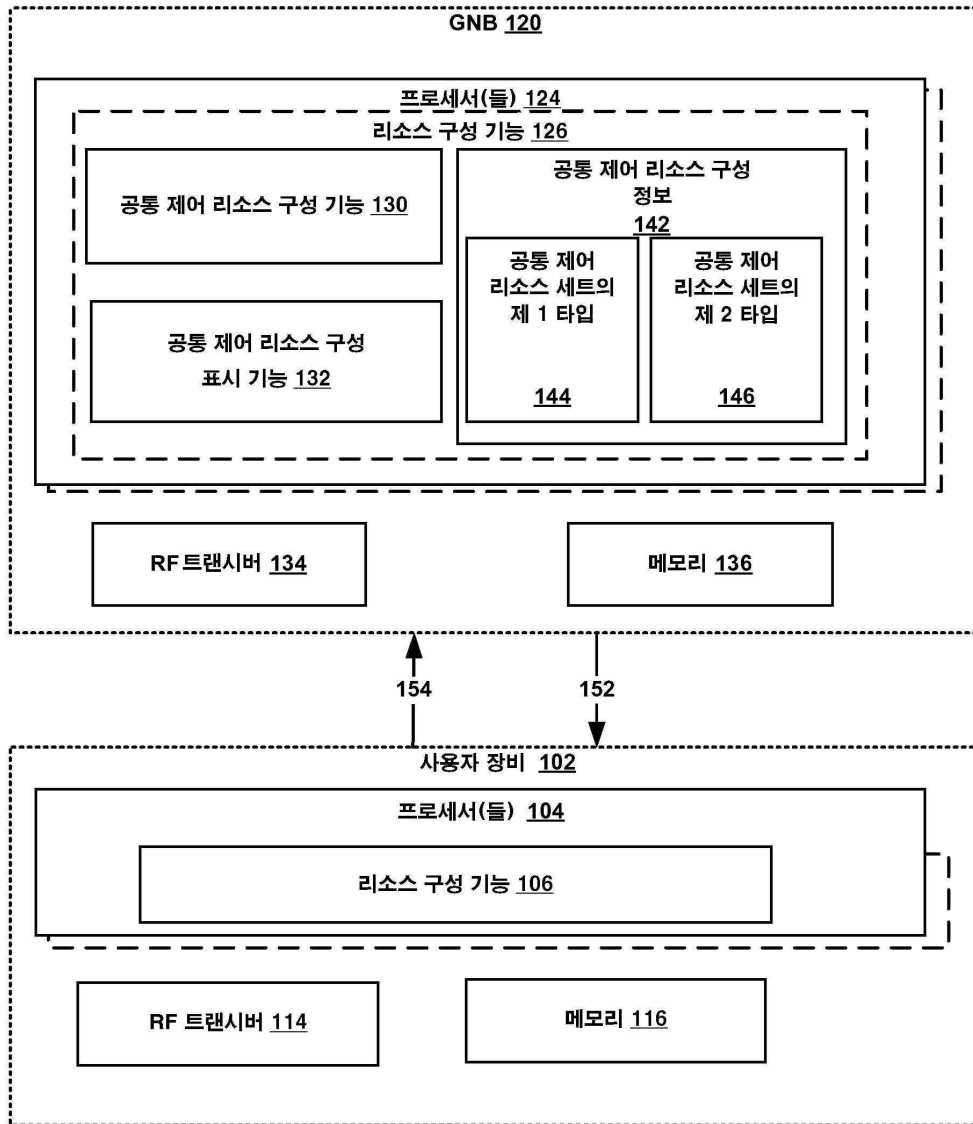 GNB 120
프로세서(들) 124
리소스 구성 기능 126
공통 제어 리소스 구성 기능 130
공통 제어 리소스 구성
표시 기능 132
공통 제어 리소스 구성
정보
142
공통 제어
리소스 세트의
제 1 타입
144
공통 제어
리소스 세트의
제 2 타입
146
RF 트랜시버 134
메모리 136
154
152
사용자 장비 102
프로세서(들) 104
리소스 구성 기능 106
RF 트랜시버 114
메모리 116